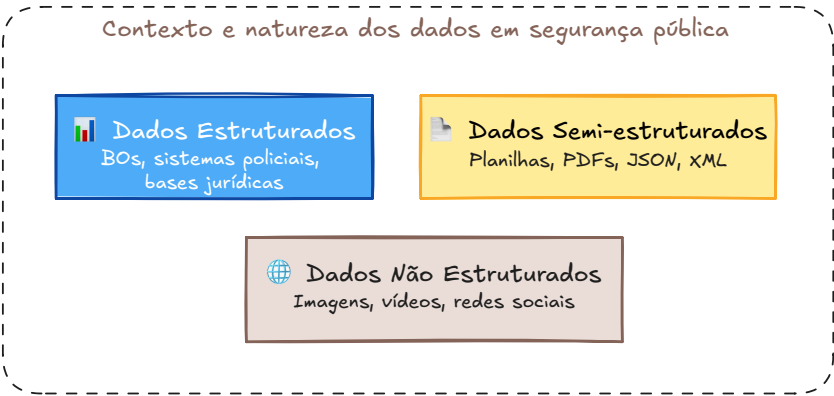 Contexto e natureza dos dados em segurança pública
Dados Estruturados
BOs, sistemas policiais,
bases jurídicas
Dados Semi-estruturados
Planilhas, PDFs, JSON, XML
Dados Não Estruturados
Imagens, vídeos, redes sociais